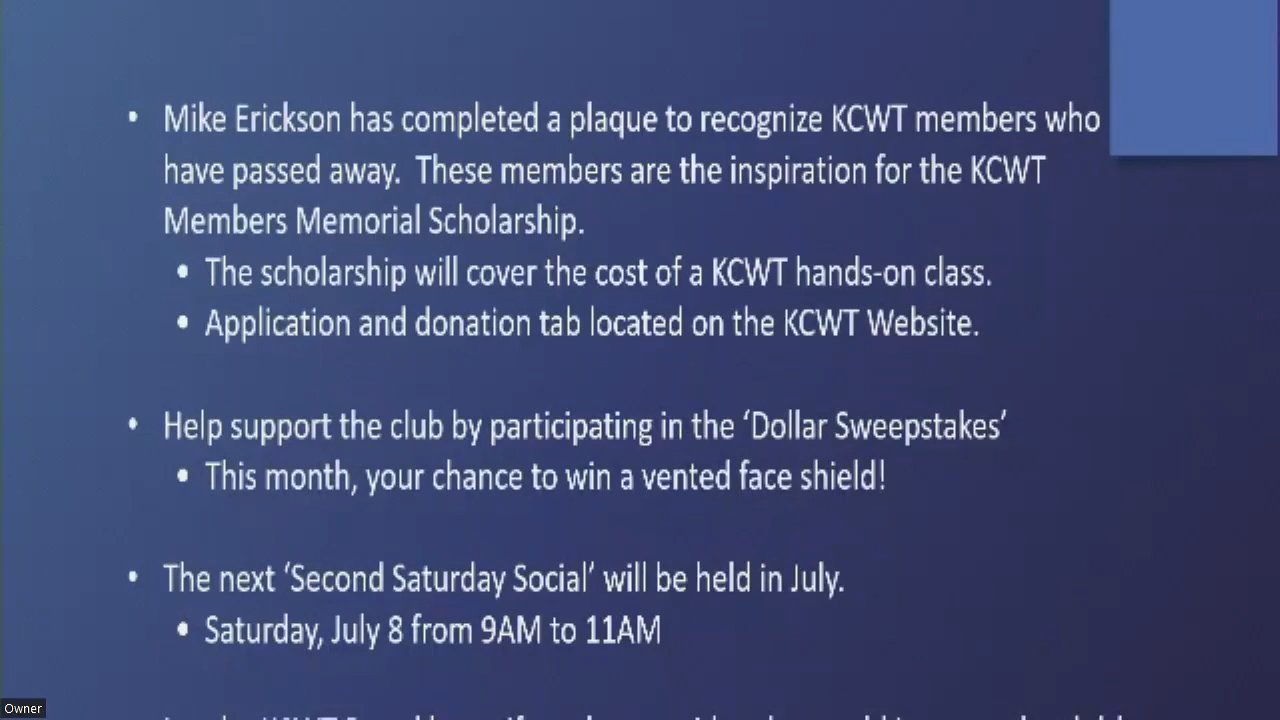 • Mike Erickson has completed a plaque to recognize KCWT members who
have passed away.  These members are the inspiration for the KCWT
Members Memorial Scholarship.
• The scholarship will cover the cost of a KCWT hands-on class.
• Application and donation tab located on the KCWT Website.
• Help support the club by participating in the ‘Dollar Sweepstakes’
• This month, your chance to win a vented face shield!
• The next ‘Second Saturday Social’ will be held in July.
• Saturday, July 8 from 9AM to 11AM
Owner